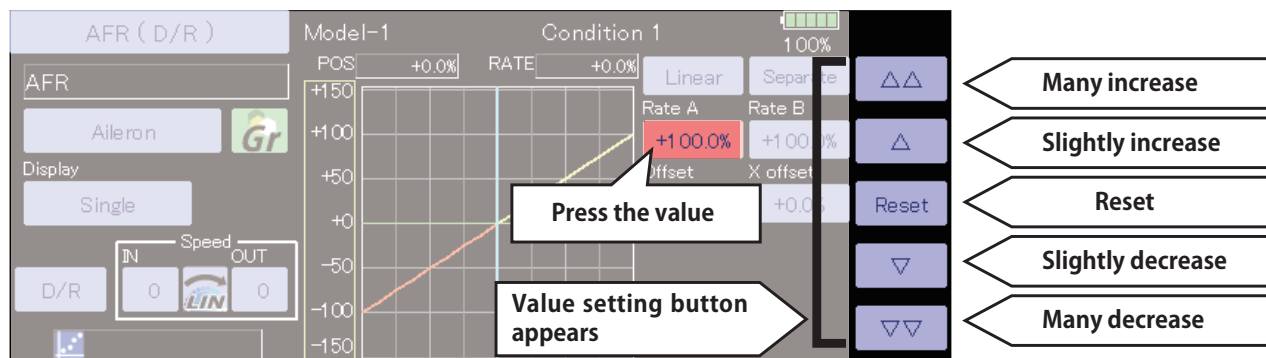 AFR ( D/R )
Model-1
Condition 1
100%
POS
+0.0%
RATE
+0.0%
AFR
Linear
Separate
Rate A
Rate B
Aileron
Gr
+100.0%
+100.0%
Display
Offset
X offset
Single
+0.0%
Speed
IN
OUT
D/R
0
LIN
0
+150
+100
+50
+0
-50
-100
-150
Press the value
Value setting button
appears
△△
△
Reset
▽
▽▽
Many increase
Slightly increase
Reset
Slightly decrease
Many decrease